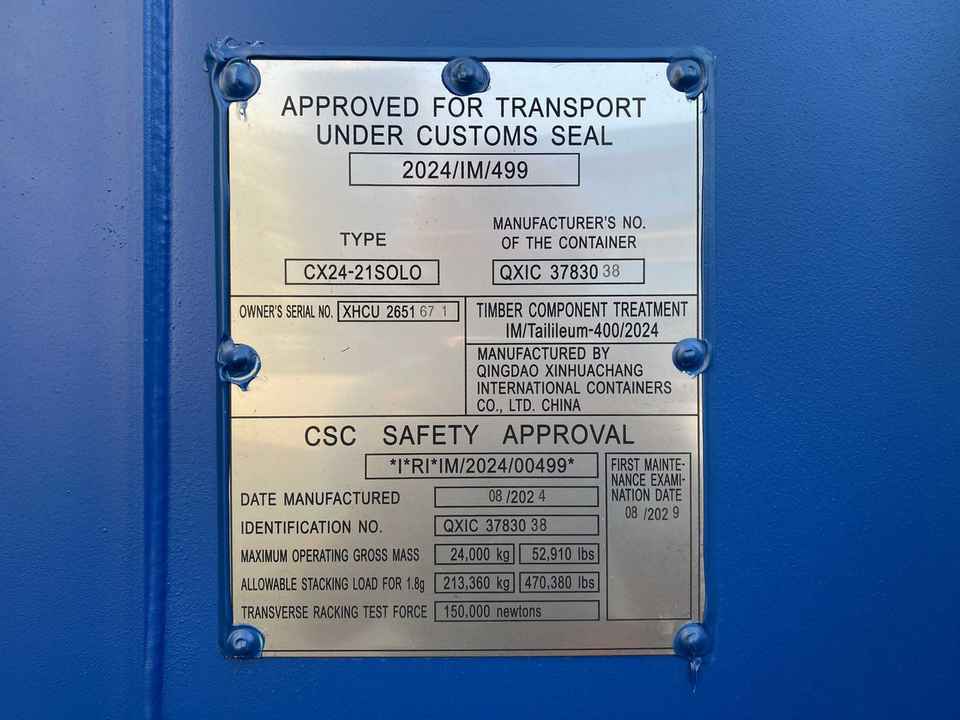 APPROVED FOR TRANSPORT
UNDER CUSTOMS SEAL
2024/IM/499
TYPE
CX24-21SOLO
MANUFACTURER'S NO.
OF THE CONTAINER
QXIC 37830 38
OWNER'S SERIAL NO. XHCU 2651 67 1
TIMBER COMPONENT TREATMENT
IM/Tailileum-400/2024
MANUFACTURED BY
QINGDAO XINHUACHANG
INTERNATIONAL CONTAINERS
CO., LTD. CHINA
CSC SAFETY APPROVAL
*I*RI*IM/2024/00499*
DATE MANUFACTURED 08 /202 4
IDENTIFICATION NO. QXIC 37830 38
MAXIMUM OPERATING GROSS MASS 24,000 kg 52,910 lbs
ALLOWABLE STACKING LOAD FOR 1.8g 213,360 kg 470,380 lbs
TRANSVERSE RACKING TEST FORCE 150,000 newtons
FIRST MAINTE-
NANCE EXAMI-
NATION DATE
08 /202 9